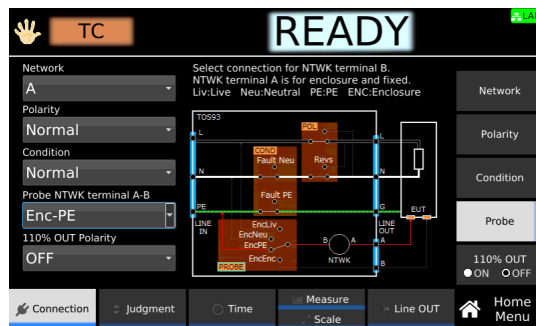 TC
READY
LAN
Network
A
Polarity
Normal
Condition
Normal
Probe NTWK terminal A-B
Enc-PE
110% OUT Polarity
OFF
Select connection for NTWK terminal B.
NTWK terminal A is for enclosure and fixed.
Liv:Live Neu:Neutral PE:PE ENC:Enclosure
TOS93
L
POL
L
COND
Fault Neu
Revs
N
N
Fault PE
PE
G
EUT
LINE
IN
EncLiv
EncNeu
EncPE
EncEnc
PROBE
B
A
NTWK
LINE
OUT
A
B
Network
Polarity
Condition
Probe
110% OUT
ON OFF
Connection
Judgment
Time
Measure
Scale
Line OUT
Home
Menu